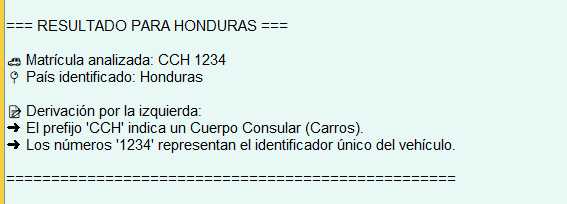 === RESULTADO PARA HONDURAS ===
🚗 Matrícula analizada: CCH 1234
📍 País identificado: Honduras
📝 Derivación por la izquierda:
➜ El prefijo 'CCH' indica un Cuerpo Consular (Carros).
➜ Los números '1234' representan el identificador único del vehículo.
==================================================